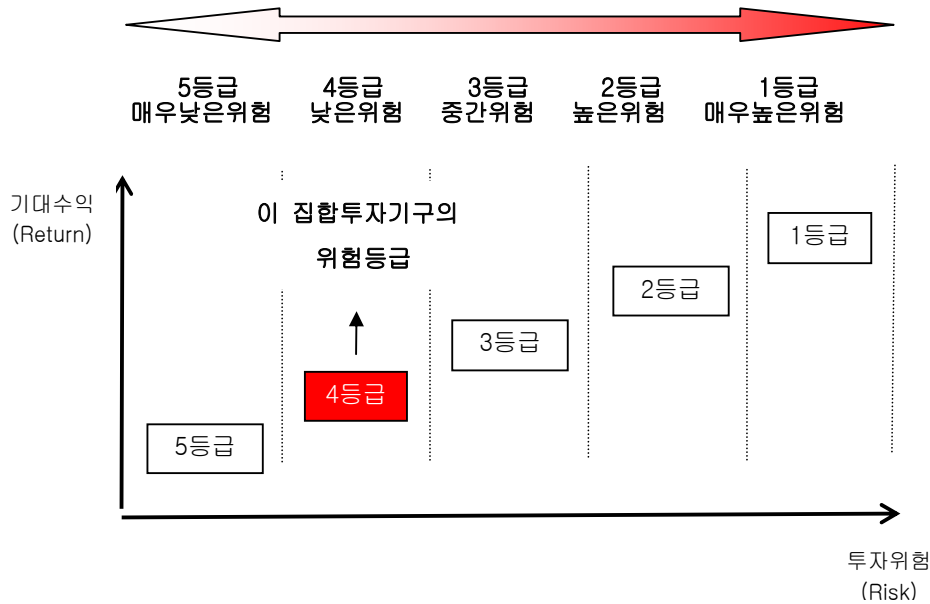 5등급
매우낮은위험
4등급
낮은위험
3등급
중간위험
2등급
높은위험
1등급
매우높은위험
기대수익
(Return)
이 집합투자기구의
위험등급
1등급
2등급
3등급
4등급
5등급
투자위험
(Risk)